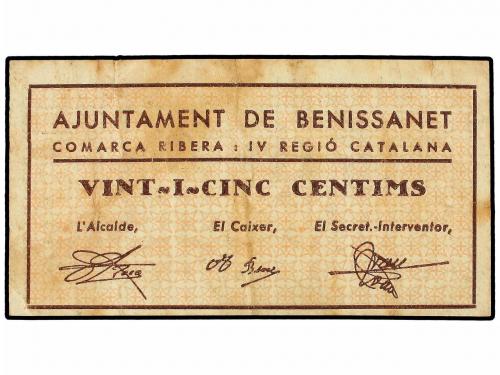 AJUNTAMENT DE BENISSANET
COMARCA RIBERA : IV REGIÓ CATALANA
VINT~I~CINC CENTIMS
L'Alcalde, El Caixer, El Secret.-Interventor,